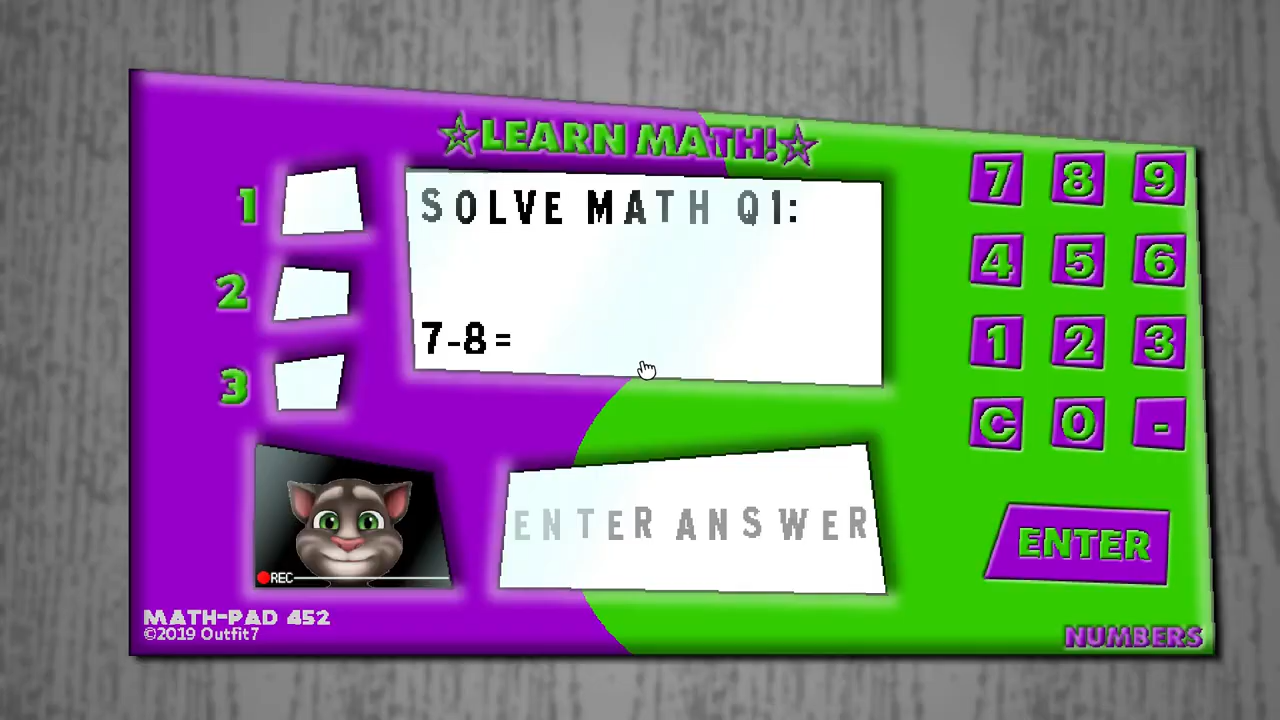 ☆LEARN MATH!☆
1
2
3
SOLVE MATH Q1:
7-8=
7 8 9
4 5 6
1 2 3
C 0 -
ENTER ANSWER
ENTER
REC
MATH-PAD 452
©2019 Outfit7
NUMBERS